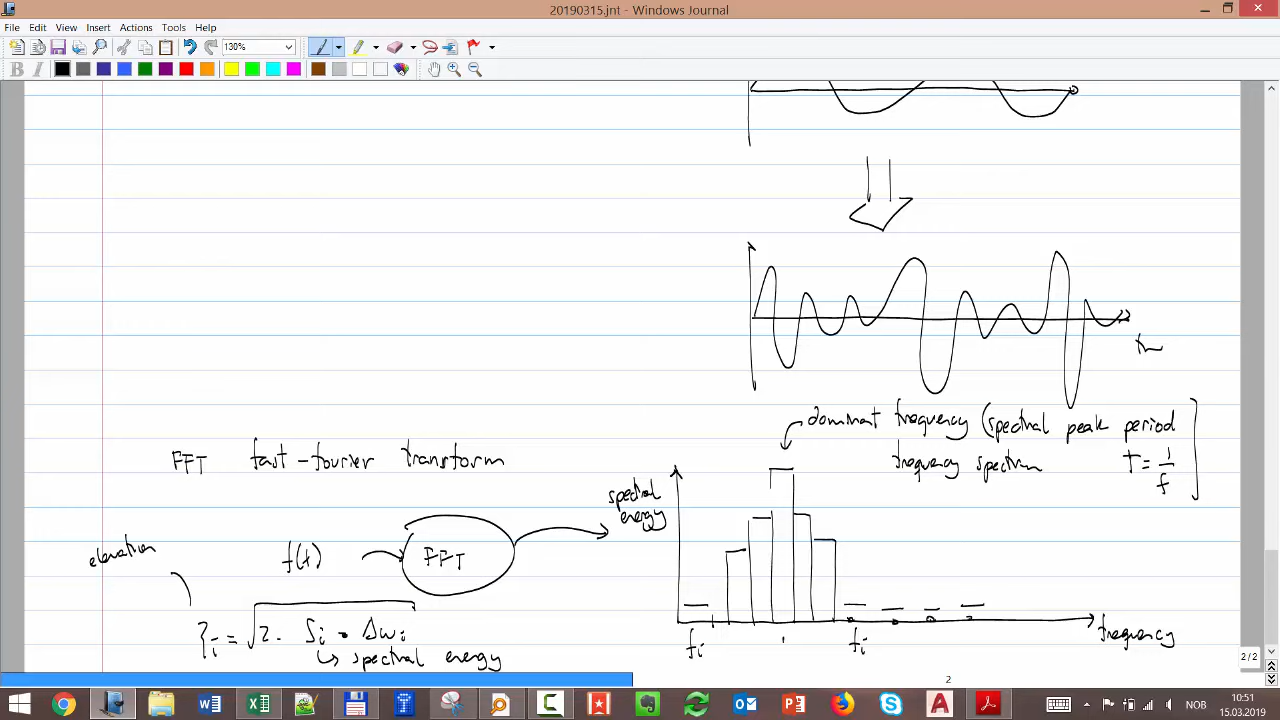 20190315.jnt - Windows Journal
File Edit View Insert Actions Tools Help
130%
B I
t
dominant frequency (spectral peak period
frequency spectrum T = 1/f
FFT fast-fourier transform
spectral
energy
elevation
f(t)
FFT
ξi = √2 · Si · Δωi
↳ spectral energy
fi
fi
frequency
2/2
2
10:51
NOB
15.03.2019